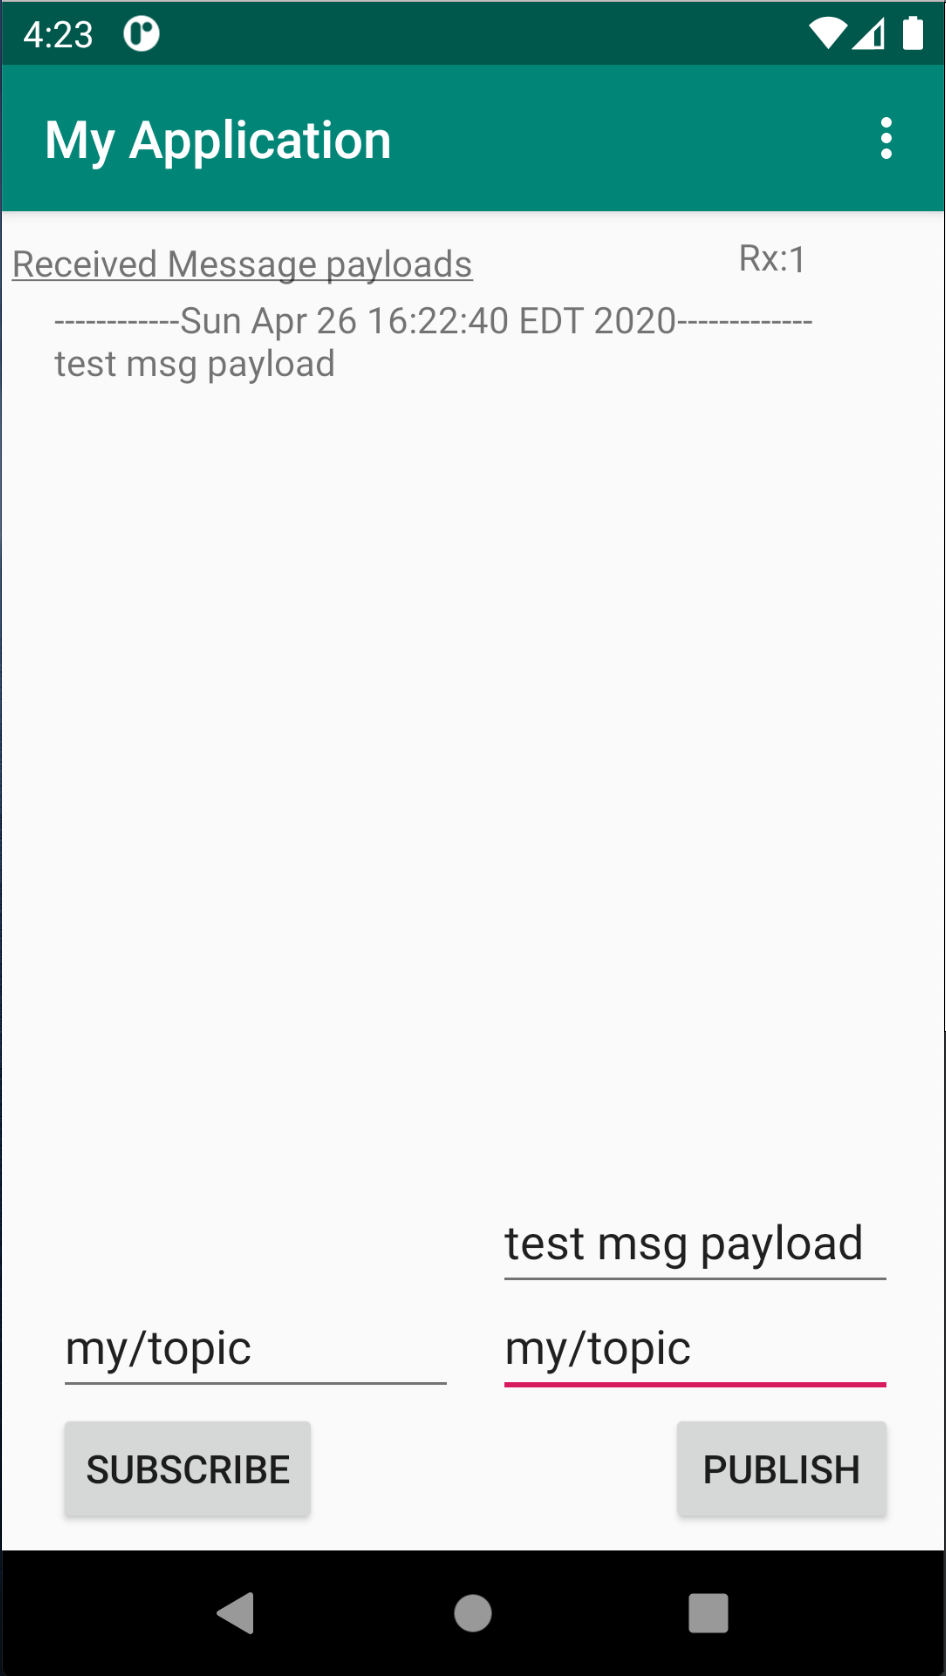 4:23
My Application
Received Message payloads
Rx:1
------------Sun Apr 26 16:22:40 EDT 2020-------------
test msg payload
test msg payload
my/topic
my/topic
SUBSCRIBE
PUBLISH